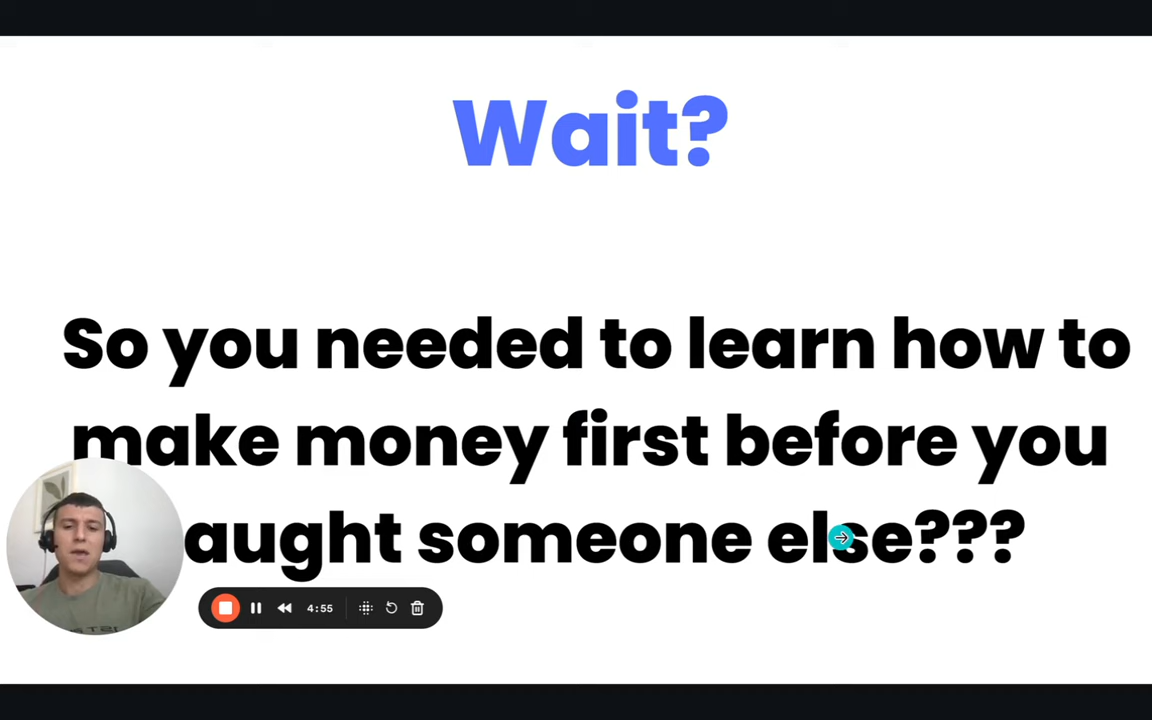 Wait?
So you needed to learn how to
make money first before you
aught someone else???
4:55